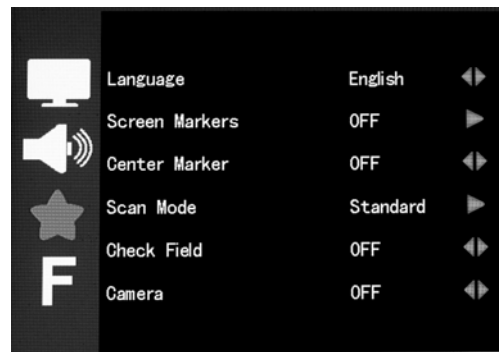 Language English
Screen Markers OFF
Center Marker OFF
Scan Mode Standard
Check Field OFF
F
Camera OFF